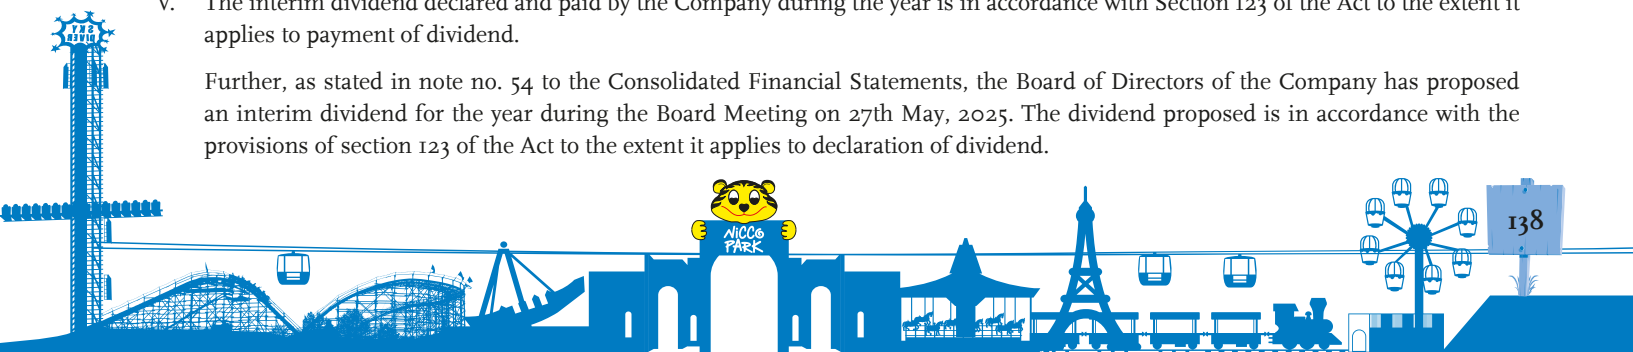 v. The interim dividend declared and paid by the Company during the year is in accordance with Section 123 of the Act to the extent it
applies to payment of dividend.
Further, as stated in note no. 54 to the Consolidated Financial Statements, the Board of Directors of the Company has proposed
an interim dividend for the year during the Board Meeting on 27th May, 2025. The dividend proposed is in accordance with the
provisions of section 123 of the Act to the extent it applies to declaration of dividend.
SKY
DIVER
NICCO
PARK
138